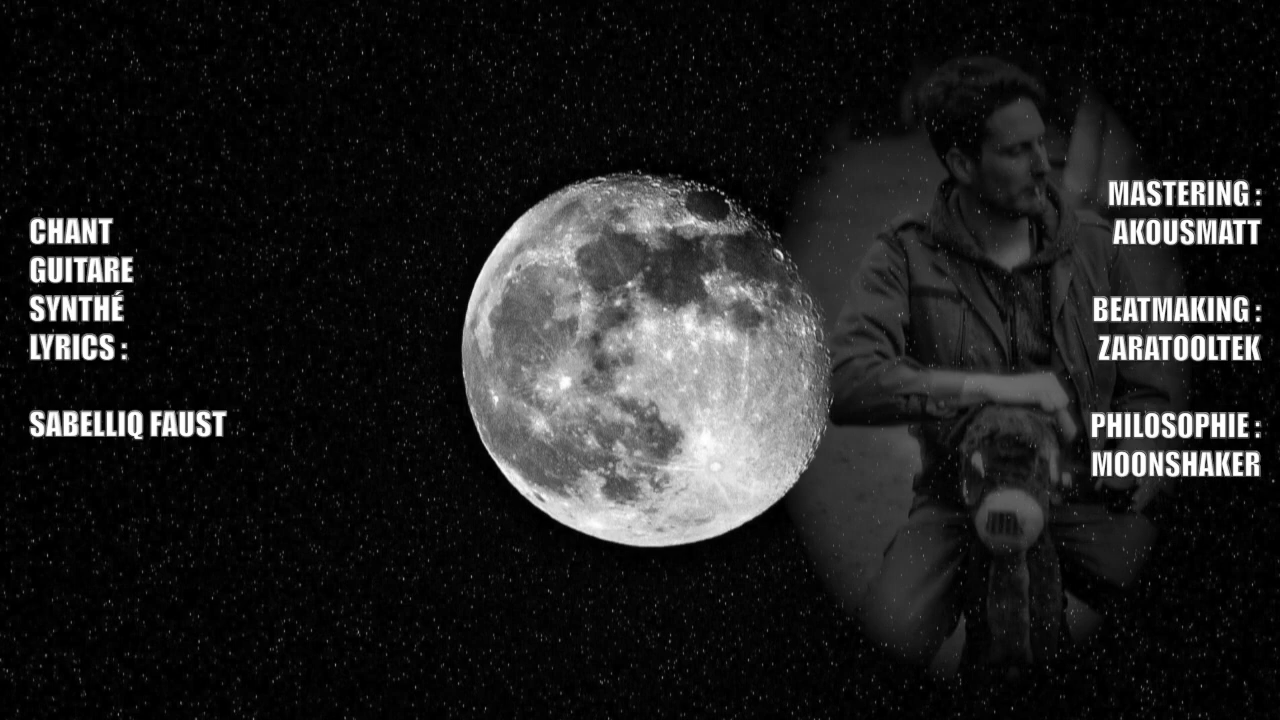 CHANT
GUITARE
SYNTHÉ
LYRICS :
SABELLIQ FAUST
MASTERING :
AKOUSMATT
BEATMAKING :
ZARATOOLTEK
PHILOSOPHIE :
MOONSHAKER